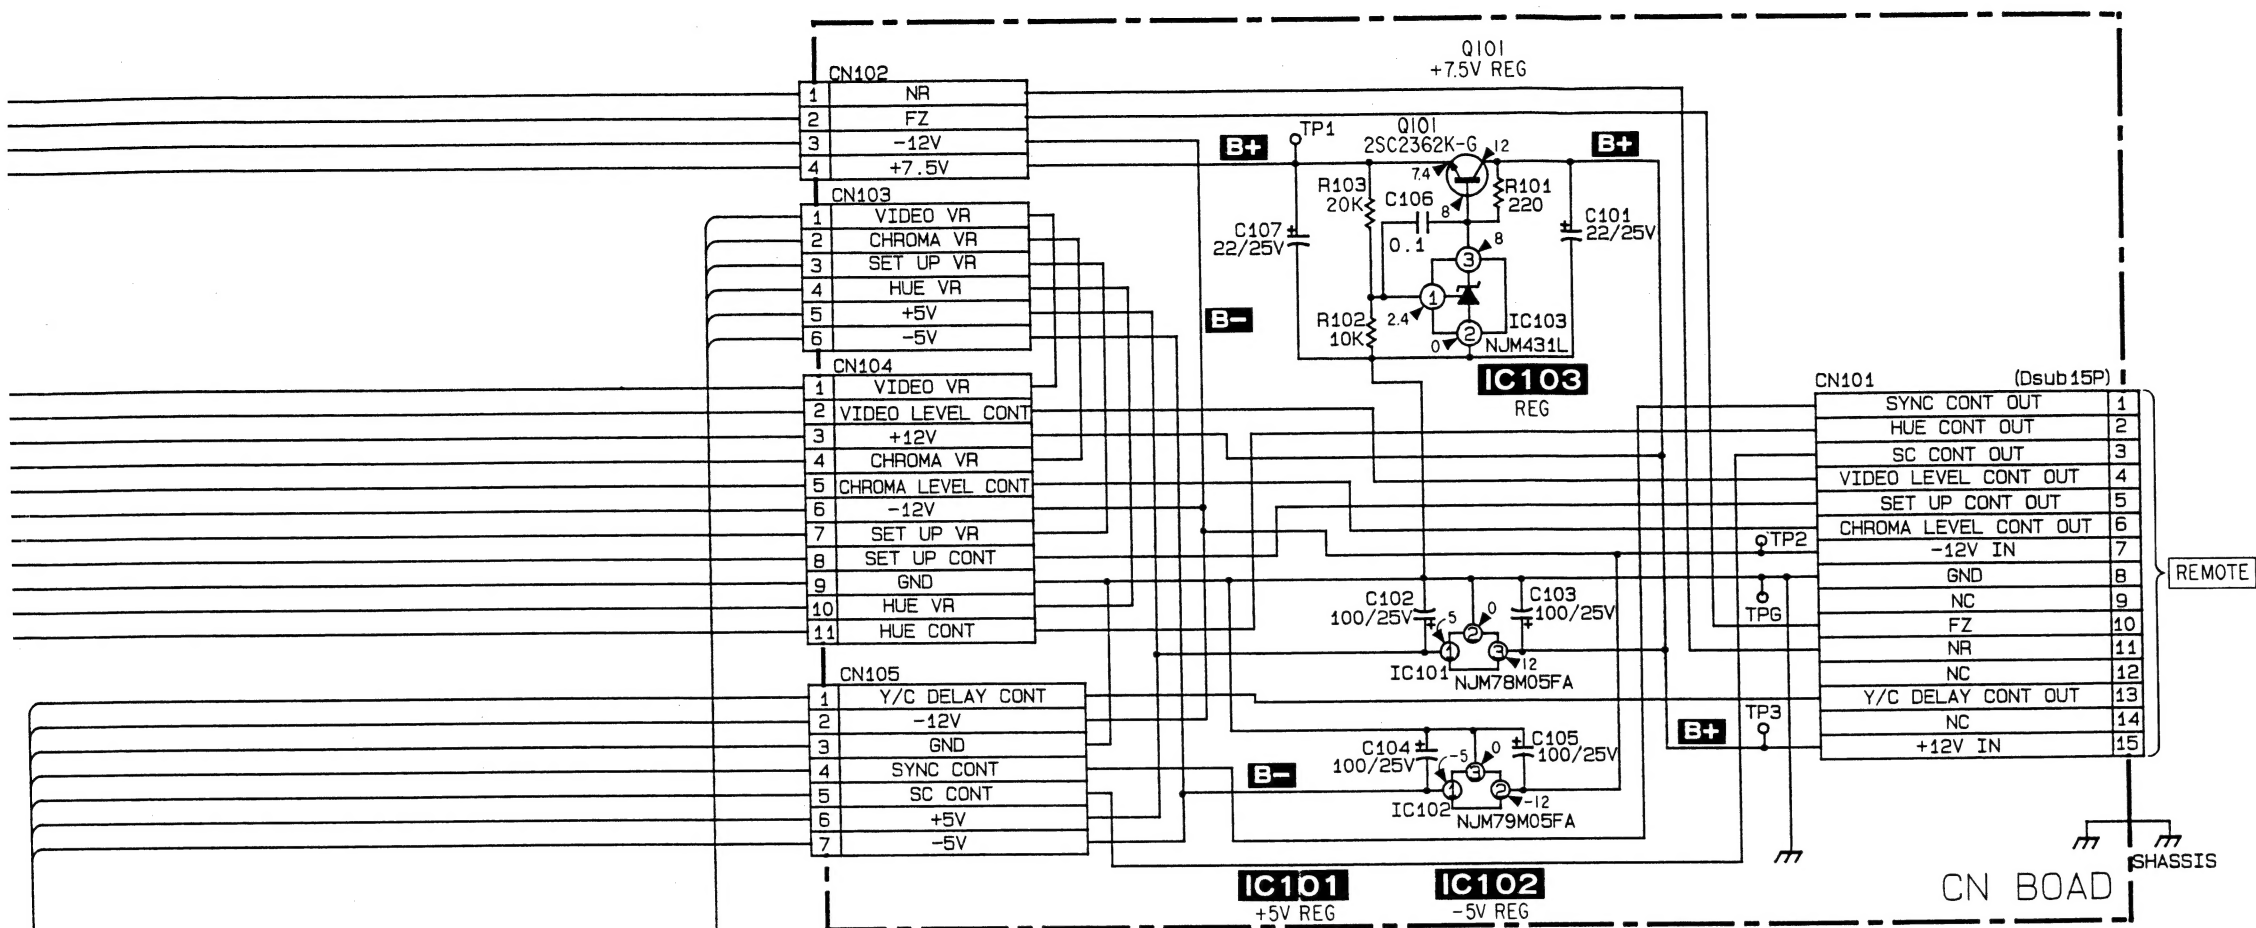 Q101
+7.5V REG
CN102
1 NR
2 FZ
3 -12V
4 +7.5V
B+
TP1
Q101
2SC2362K-G
12
B+
7.4
R103
20K
C106
0.1
8
R101
220
C101
22/25V
C107
22/25V
8
3
1
2.4
2
0
R102
10K
IC103
NJM431L
B-
IC103
REG
CN103
1 VIDEO VR
2 CHROMA VR
3 SET UP VR
4 HUE VR
5 +5V
6 -5V
CN104
1 VIDEO VR
2 VIDEO LEVEL CONT
3 +12V
4 CHROMA VR
5 CHROMA LEVEL CONT
6 -12V
7 SET UP VR
8 SET UP CONT
9 GND
10 HUE VR
11 HUE CONT
CN101 (Dsub15P)
SYNC CONT OUT 1
HUE CONT OUT 2
SC CONT OUT 3
VIDEO LEVEL CONT OUT 4
SET UP CONT OUT 5
CHROMA LEVEL CONT OUT 6
-12V IN 7
GND 8
NC 9
FZ 10
NR 11
NC 12
Y/C DELAY CONT OUT 13
NC 14
+12V IN 15
REMOTE
TP2
TPG
C102
100/25V
5
0
C103
100/25V
1
2
3
12
IC101
NJM78M05FA
CN105
1 Y/C DELAY CONT
2 -12V
3 GND
4 SYNC CONT
5 SC CONT
6 +5V
7 -5V
B+
TP3
C104
100/25V
-5
0
C105
100/25V
B-
1
3
2
-12
IC102
NJM79M05FA
IC101
+5V REG
IC102
-5V REG
SHASSIS
CN BOAD